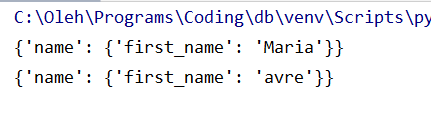 C:\Oleh\Programs\Coding\db\venv\Scripts\py
{'name': {'first_name': 'Maria'}}
{'name': {'first_name': 'avre'}}